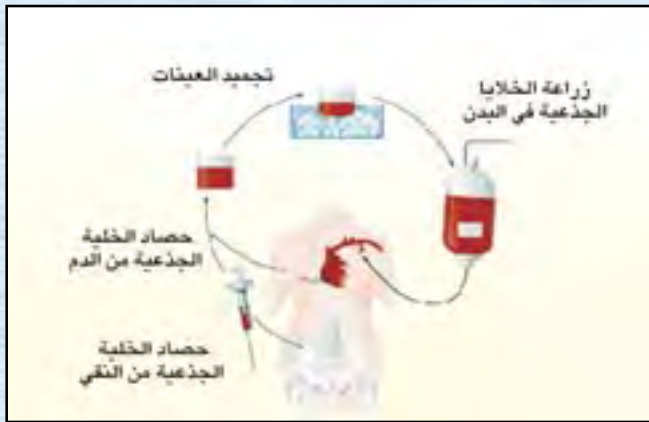 تجميد العينات
زراعة الخلايا
الجذعية في البدن
حصاد الخلية
الجذعية من الدم
حصاد الخلية
الجذعية من النقي